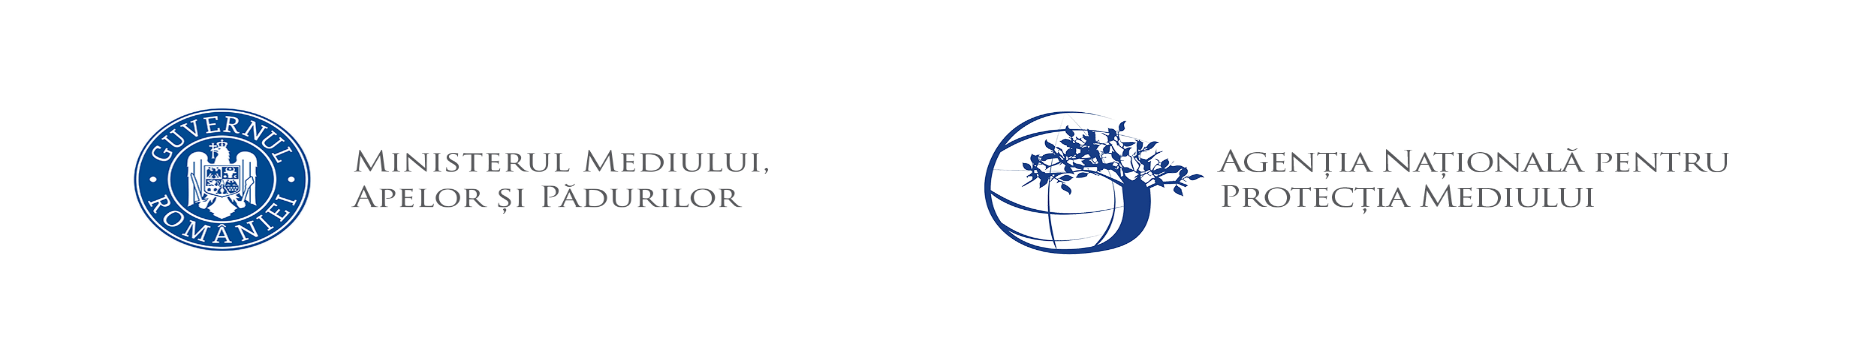 GUVERNUL
ROMÂNIEI
MINISTERUL MEDIULUI,
APELOR ȘI PĂDURILOR
AGENȚIA NAȚIONALĂ PENTRU
PROTECȚIA MEDIULUI